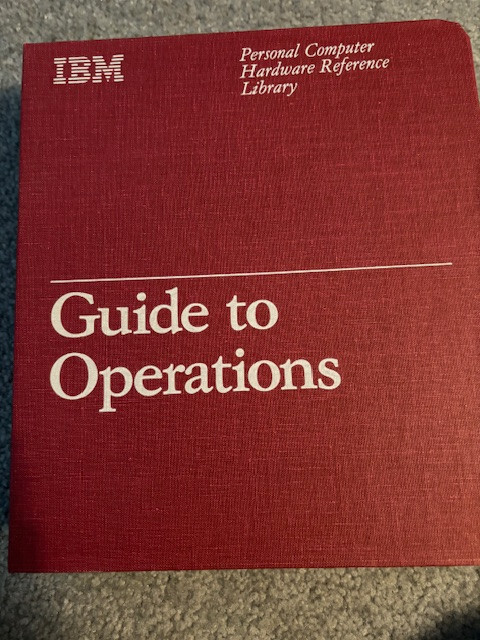 IBM
Personal Computer
Hardware Reference
Library
Guide to
Operations